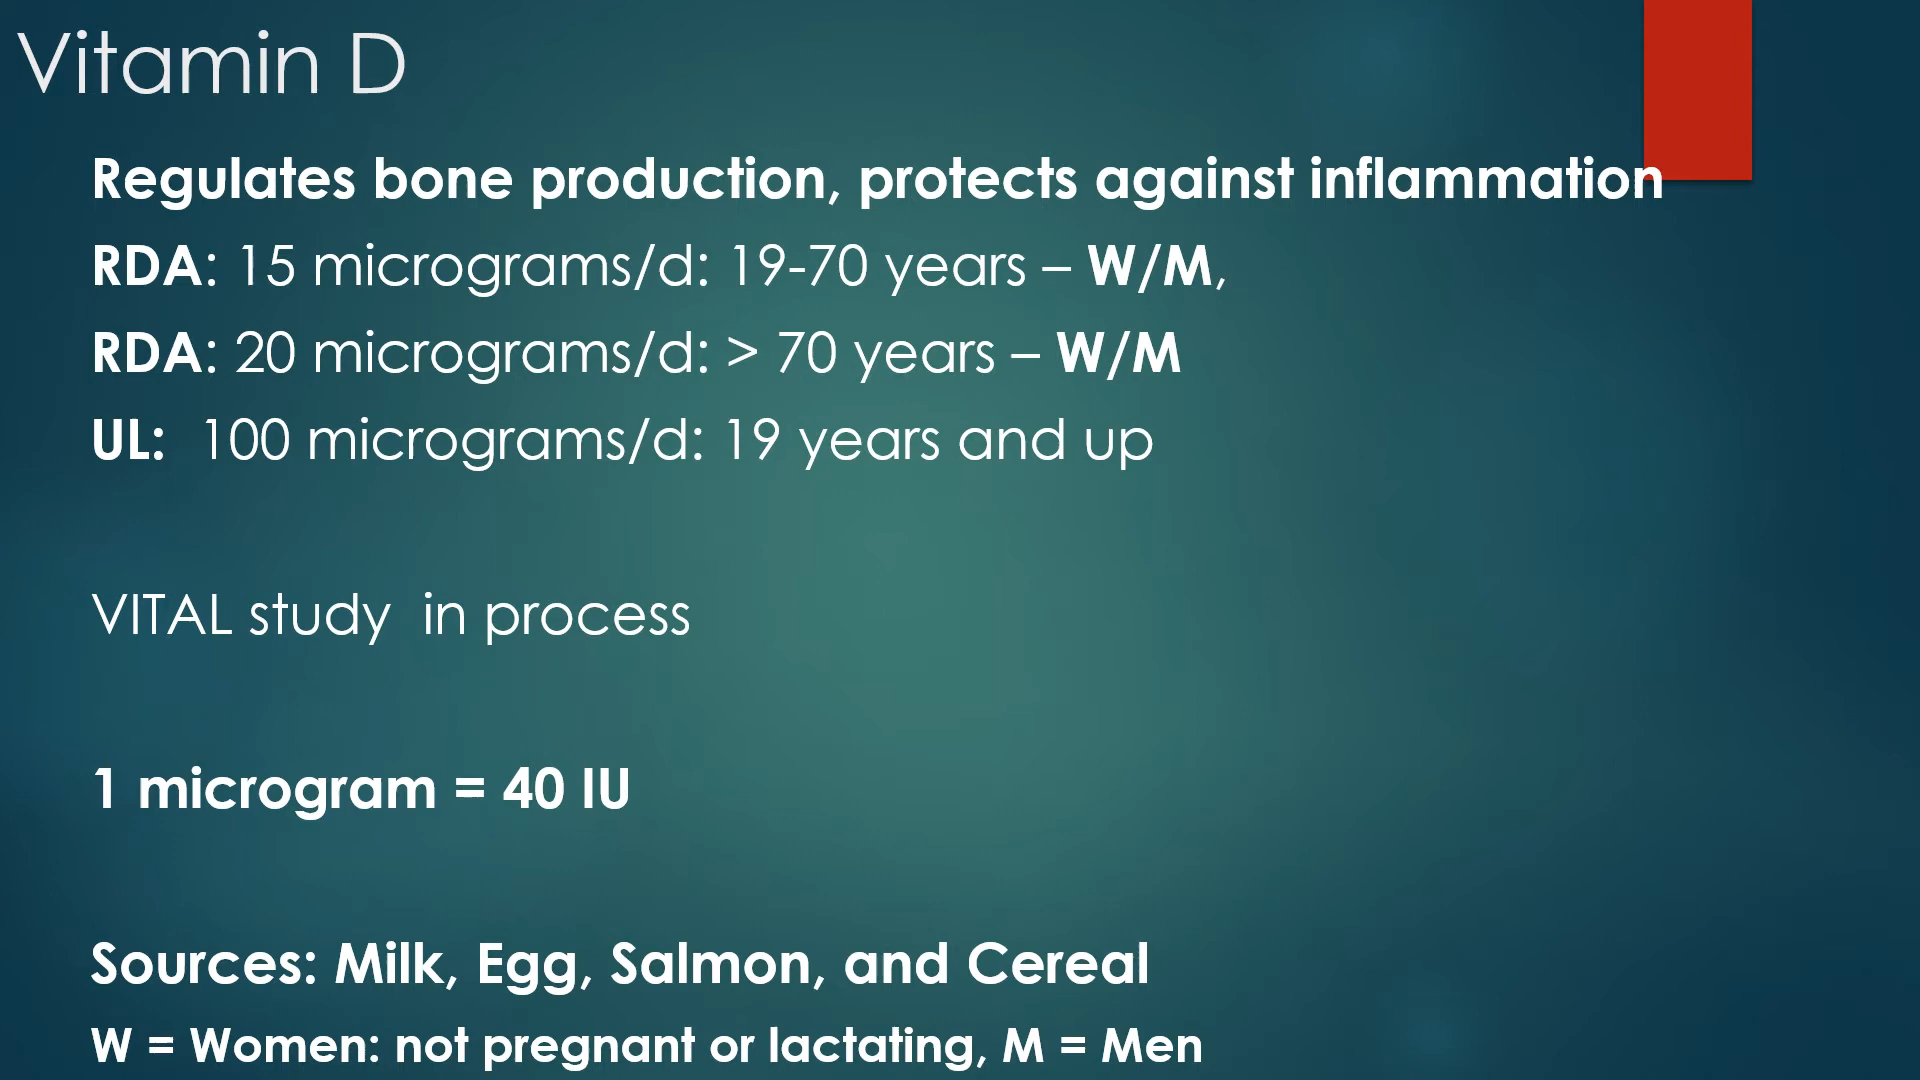 Vitamin D
Regulates bone production, protects against inflammation
RDA: 15 micrograms/d: 19-70 years – W/M,
RDA: 20 micrograms/d: > 70 years – W/M
UL:  100 micrograms/d: 19 years and up
VITAL study  in process
1 microgram = 40 IU
Sources: Milk, Egg, Salmon, and Cereal
W = Women: not pregnant or lactating, M = Men